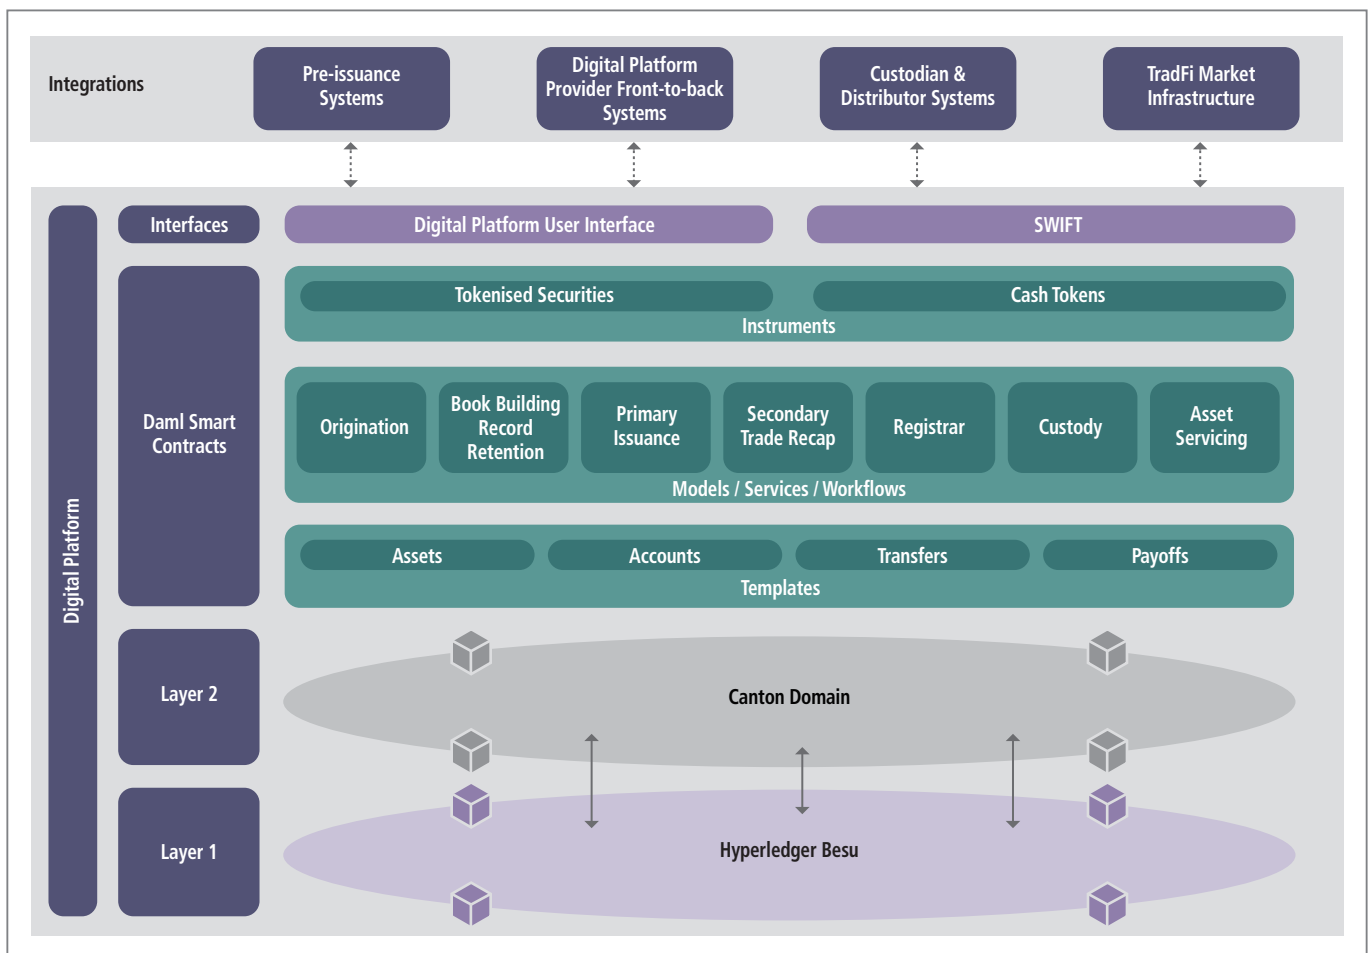 Integrations
Pre-issuance
Systems
Digital Platform
Provider Front-to-back
Systems
Custodian &
Distributor Systems
TradFi Market
Infrastructure
Digital Platform
Interfaces
Digital Platform User Interface
SWIFT
Daml Smart
Contracts
Tokenised Securities
Cash Tokens
Instruments
Origination
Book Building
Record
Retention
Primary
Issuance
Secondary
Trade Recap
Registrar
Custody
Asset
Servicing
Models / Services / Workflows
Assets
Accounts
Transfers
Payoffs
Templates
Layer 2
Canton Domain
Layer 1
Hyperledger Besu